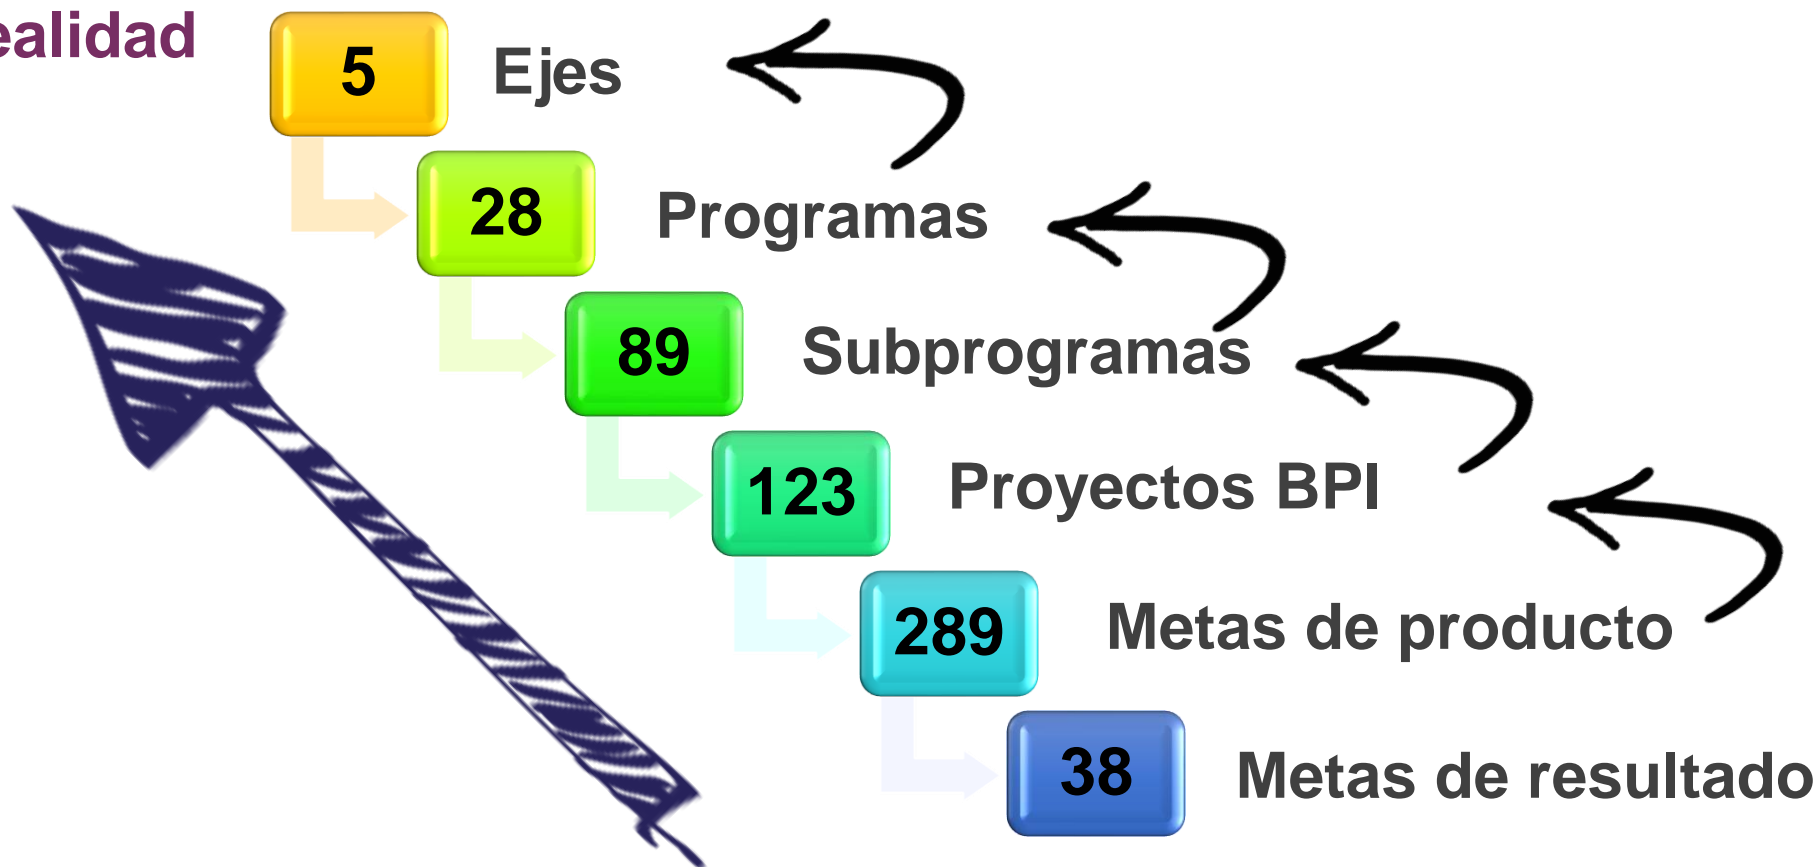 ealidad
5 Ejes
28 Programas
89 Subprogramas
123 Proyectos BPI
289 Metas de producto
38 Metas de resultado